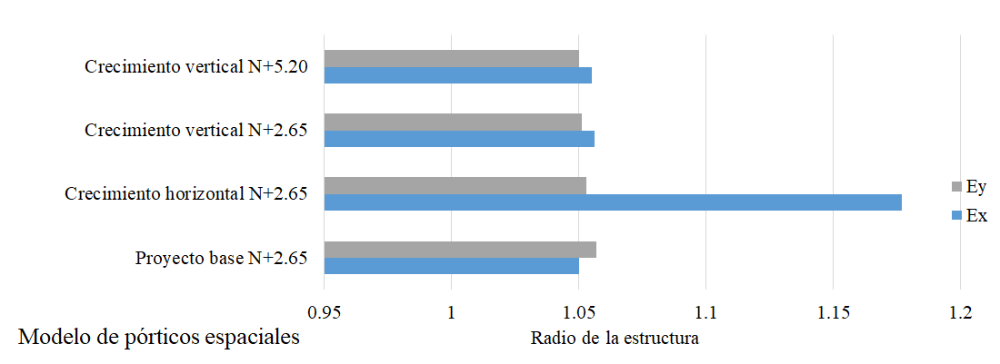 Crecimiento vertical N+5.20
Crecimiento vertical N+2.65
Crecimiento horizontal N+2.65
Proyecto base N+2.65
Ey
Ex
0.95 1 1.05 1.1 1.15 1.2
Modelo de pórticos espaciales
Radio de la estructura